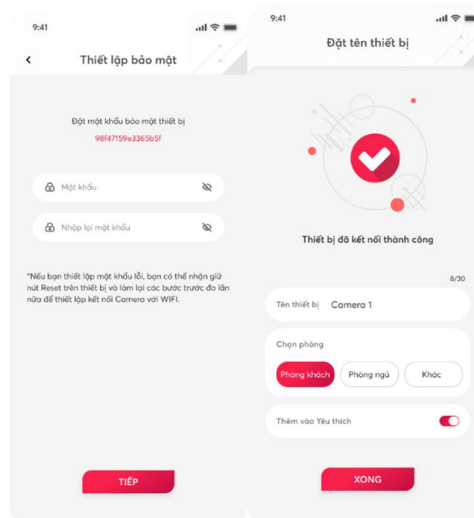 9:41
Thiết lập bảo mật
Đặt mật khẩu bảo mật thiết bị
98f47159e3365b5f
Mật khẩu
Nhập lại mật khẩu
*Nếu bạn thiết lập mật khẩu lỗi, bạn có thể nhấn giữ
nút Reset trên thiết bị và làm lại các bước trước đó lần
nữa để thiết lập kết nối Camera với WIFI.
TIẾP
9:41
Đặt tên thiết bị
Thiết bị đã kết nối thành công
8/30
Tên thiết bị Camera 1
Chọn phòng
Phòng khách Phòng ngủ Khác
Thêm vào Yêu thích
XONG